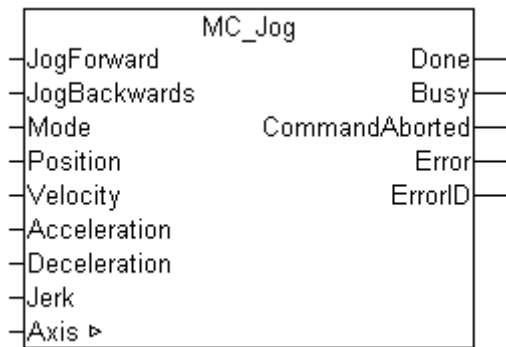 MC_Jog
JogForward Done
JogBackwards Busy
Mode CommandAborted
Position Error
Velocity ErrorID
Acceleration
Deceleration
Jerk
Axis